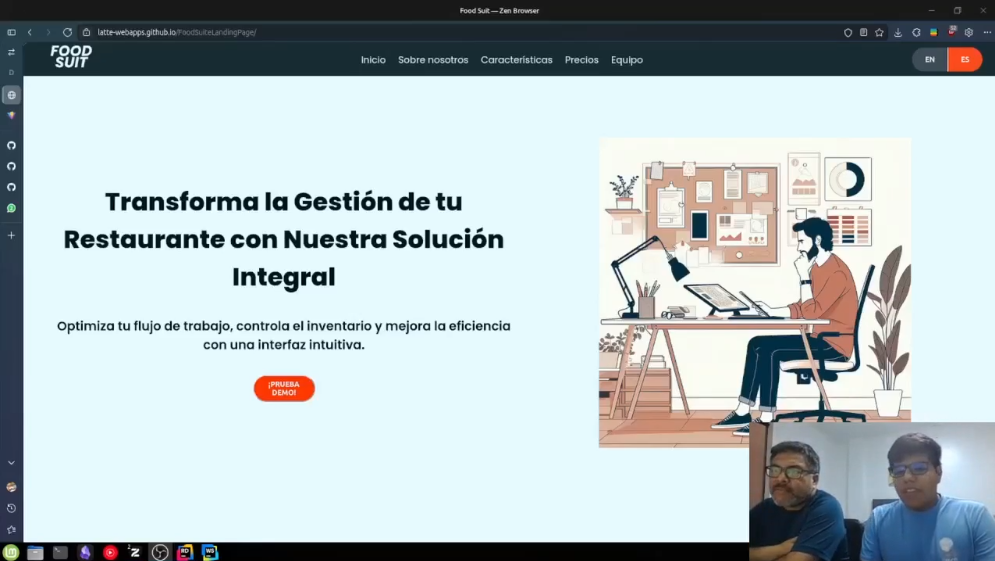 Food Suit — Zen Browser
latte-webapps.github.io/FoodSuiteLandingPage/
FOOD
SUIT
Inicio Sobre nosotros Características Precios Equipo
EN ES
Transforma la Gestión de tu
Restaurante con Nuestra Solución
Integral
Optimiza tu flujo de trabajo, controla el inventario y mejora la eficiencia
con una interfaz intuitiva.
¡PRUEBA
DEMO!